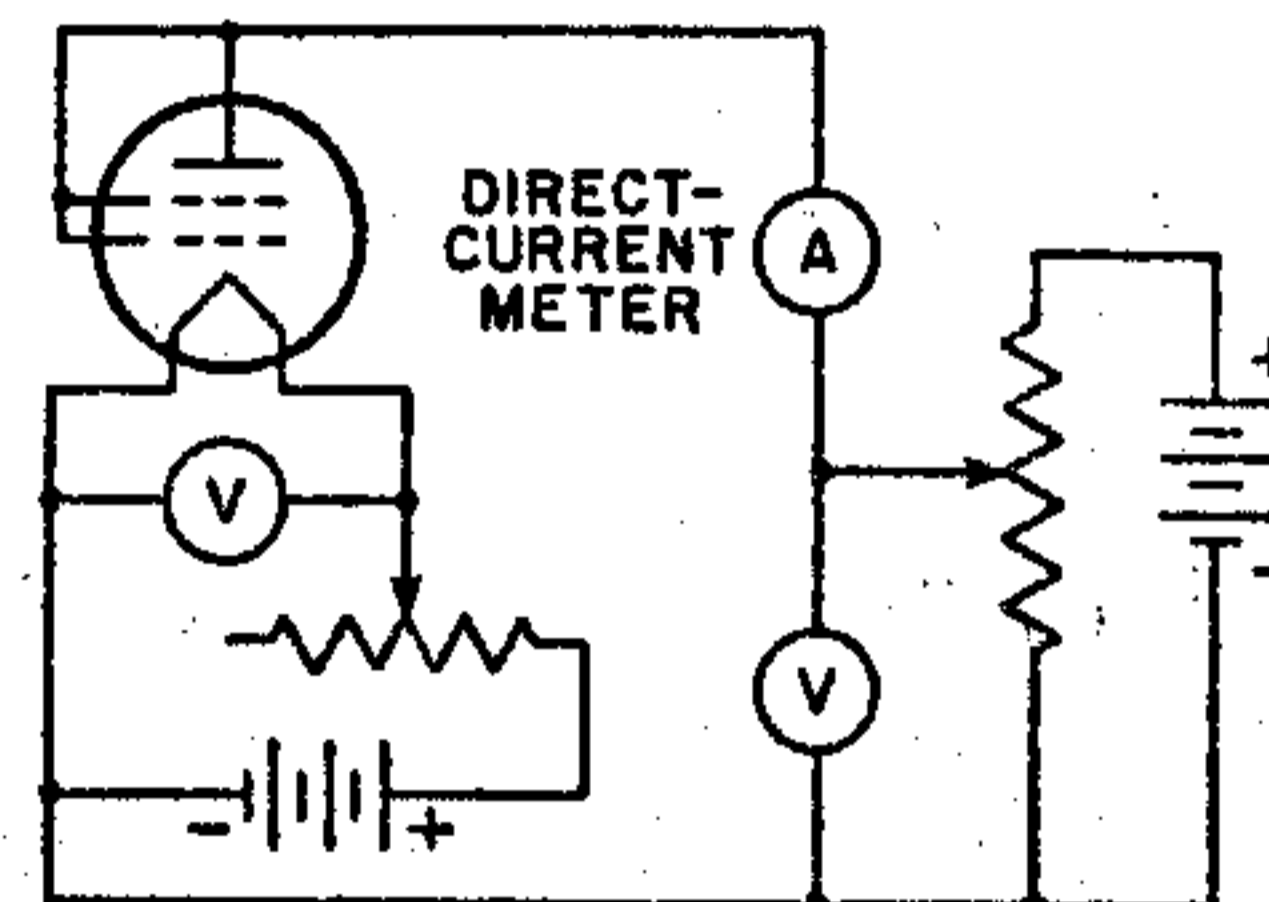 DIRECT-
CURRENT
METER
A
V
V
- +
+
-